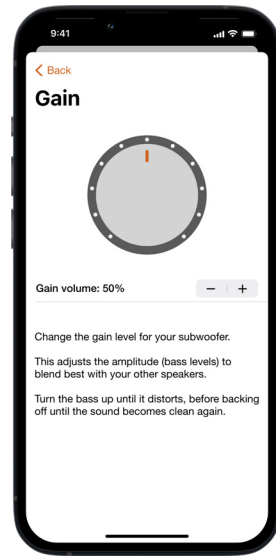 9:41
Back
Gain
Gain volume: 50%
− +
Change the gain level for your subwoofer.
This adjusts the amplitude (bass levels) to
blend best with your other speakers.
Turn the bass up until it distorts, before backing
off until the sound becomes clean again.